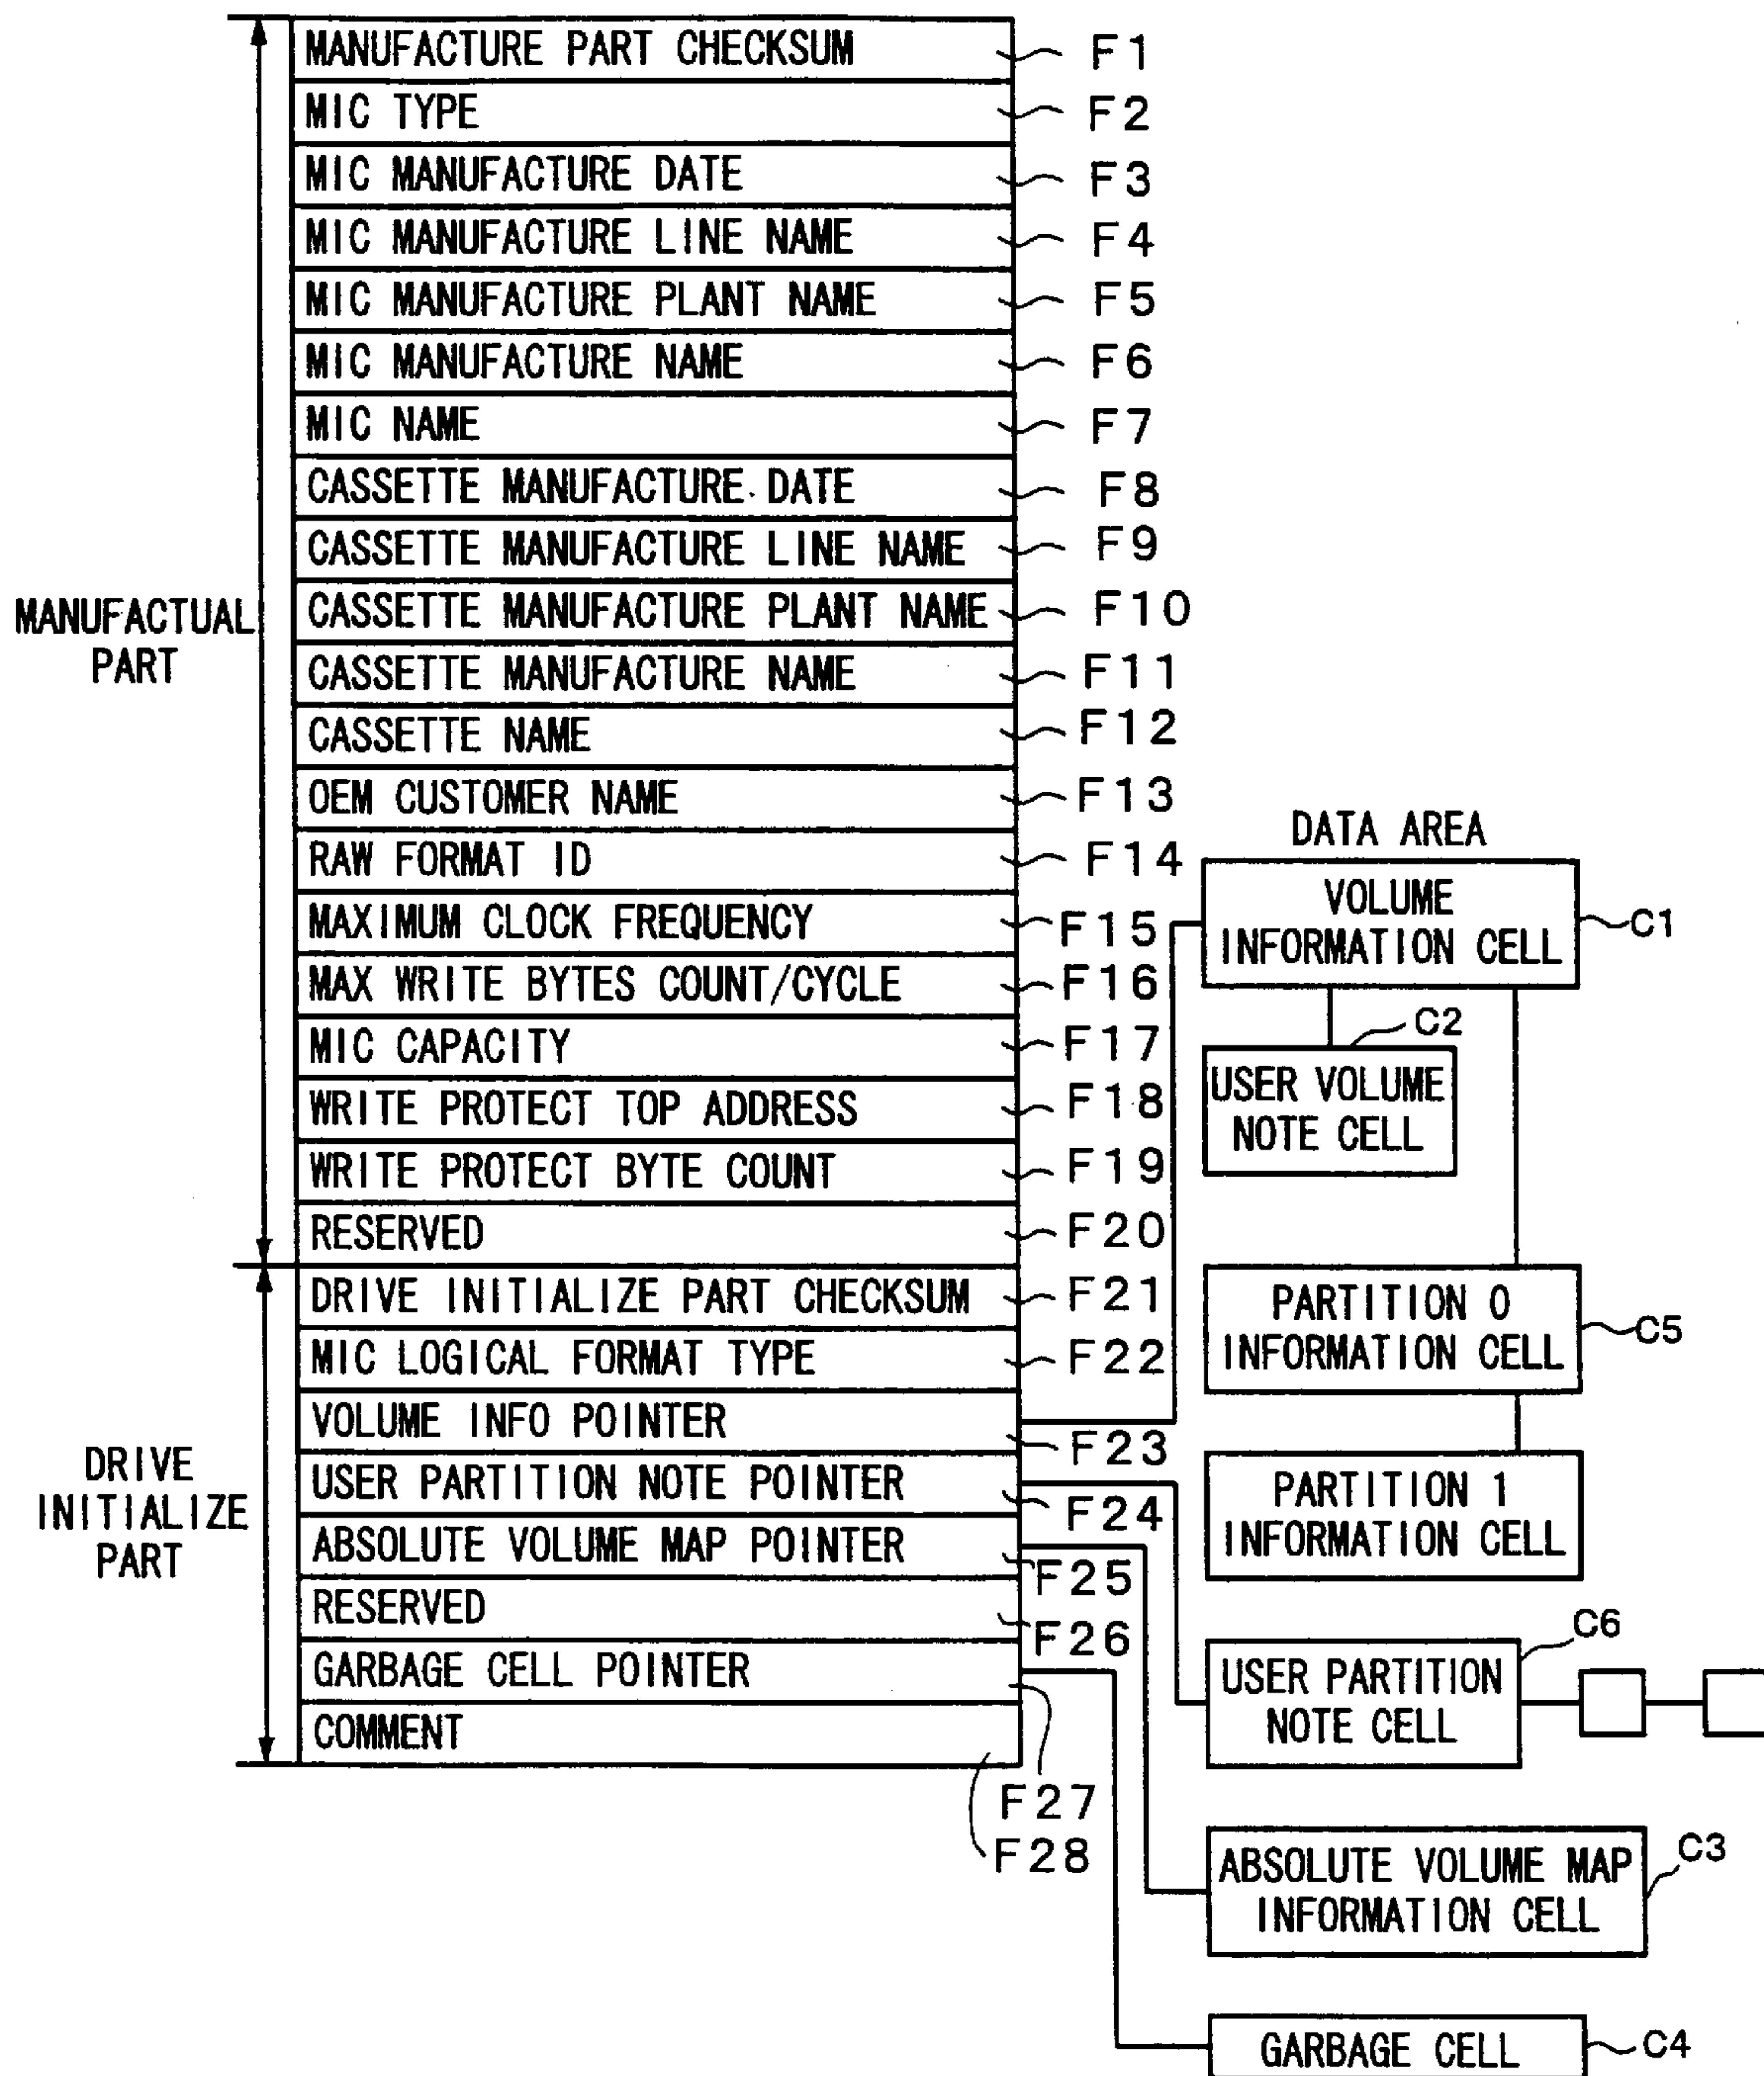 MANUFACTURE PART CHECKSUM F1
MIC TYPE F2
MIC MANUFACTURE DATE F3
MIC MANUFACTURE LINE NAME F4
MIC MANUFACTURE PLANT NAME F5
MIC MANUFACTURE NAME F6
MIC NAME F7
CASSETTE MANUFACTURE DATE F8
CASSETTE MANUFACTURE LINE NAME F9
CASSETTE MANUFACTURE PLANT NAME F10
CASSETTE MANUFACTURE NAME F11
CASSETTE NAME F12
OEM CUSTOMER NAME F13
RAW FORMAT ID F14
MAXIMUM CLOCK FREQUENCY F15
MAX WRITE BYTES COUNT/CYCLE F16
MIC CAPACITY F17
WRITE PROTECT TOP ADDRESS F18
WRITE PROTECT BYTE COUNT F19
RESERVED F20
MANUFACTUAL
PART
DRIVE INITIALIZE PART CHECKSUM F21
MIC LOGICAL FORMAT TYPE F22
VOLUME INFO POINTER F23
USER PARTITION NOTE POINTER F24
ABSOLUTE VOLUME MAP POINTER F25
RESERVED F26
GARBAGE CELL POINTER F27
COMMENT F28
DRIVE
INITIALIZE
PART
DATA AREA
VOLUME
INFORMATION CELL C1
C2
USER VOLUME
NOTE CELL
PARTITION 0
INFORMATION CELL C5
PARTITION 1
INFORMATION CELL
C6
USER PARTITION
NOTE CELL
C3
ABSOLUTE VOLUME MAP
INFORMATION CELL
GARBAGE CELL C4